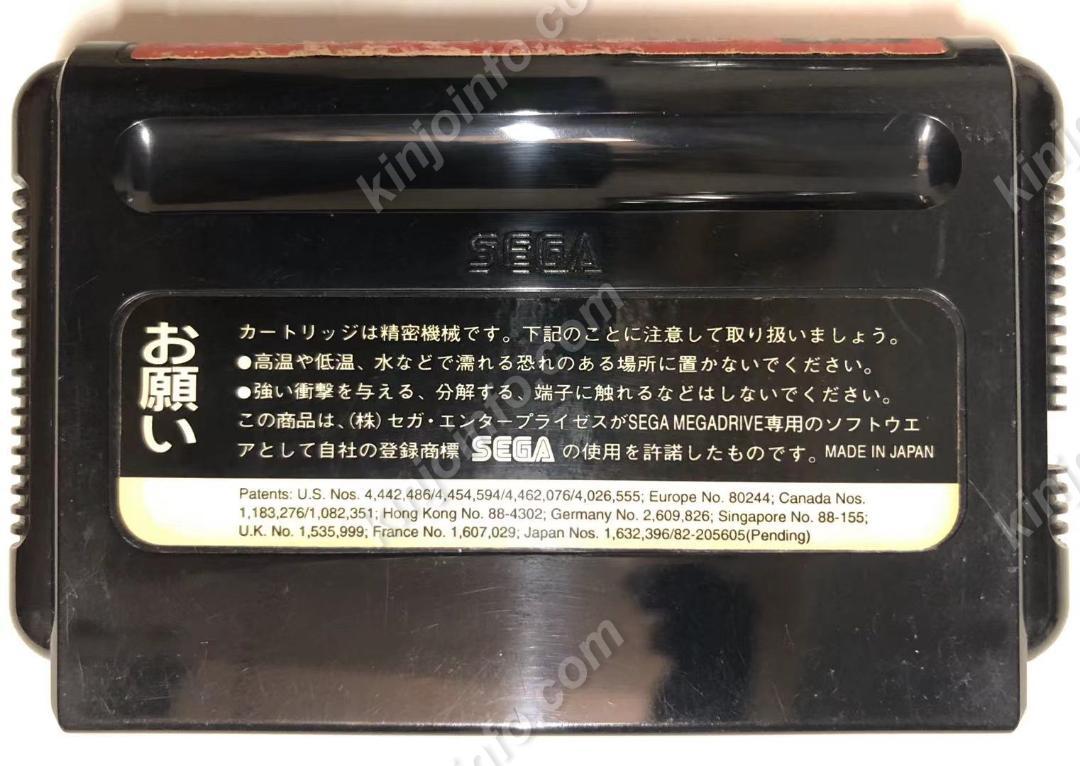 SEGA
お願い
カートリッジは精密機械です。下記のことに注意して取り扱いましょう。
●高温や低温、水などで濡れる恐れのある場所に置かないでください。
●強い衝撃を与える、分解する、端子に触れるなどはしないでください。
この商品は、(株)セガ・エンタープライゼスがSEGA MEGADRIVE専用のソフトウエ
アとして自社の登録商標 SEGA の使用を許諾したものです。MADE IN JAPAN
Patents: U.S. Nos. 4,442,486/4,454,594/4,462,076/4,026,555; Europe No. 80244; Canada Nos.
1,183,276/1,082,351; Hong Kong No. 88-4302; Germany No. 2,609,826; Singapore No. 88-155;
U.K. No. 1,535,999; France No. 1,607,029; Japan Nos. 1,632,396/82-205605(Pending)
kinjoinfo.com
kinjoinfo.com
kinjoinfo.com